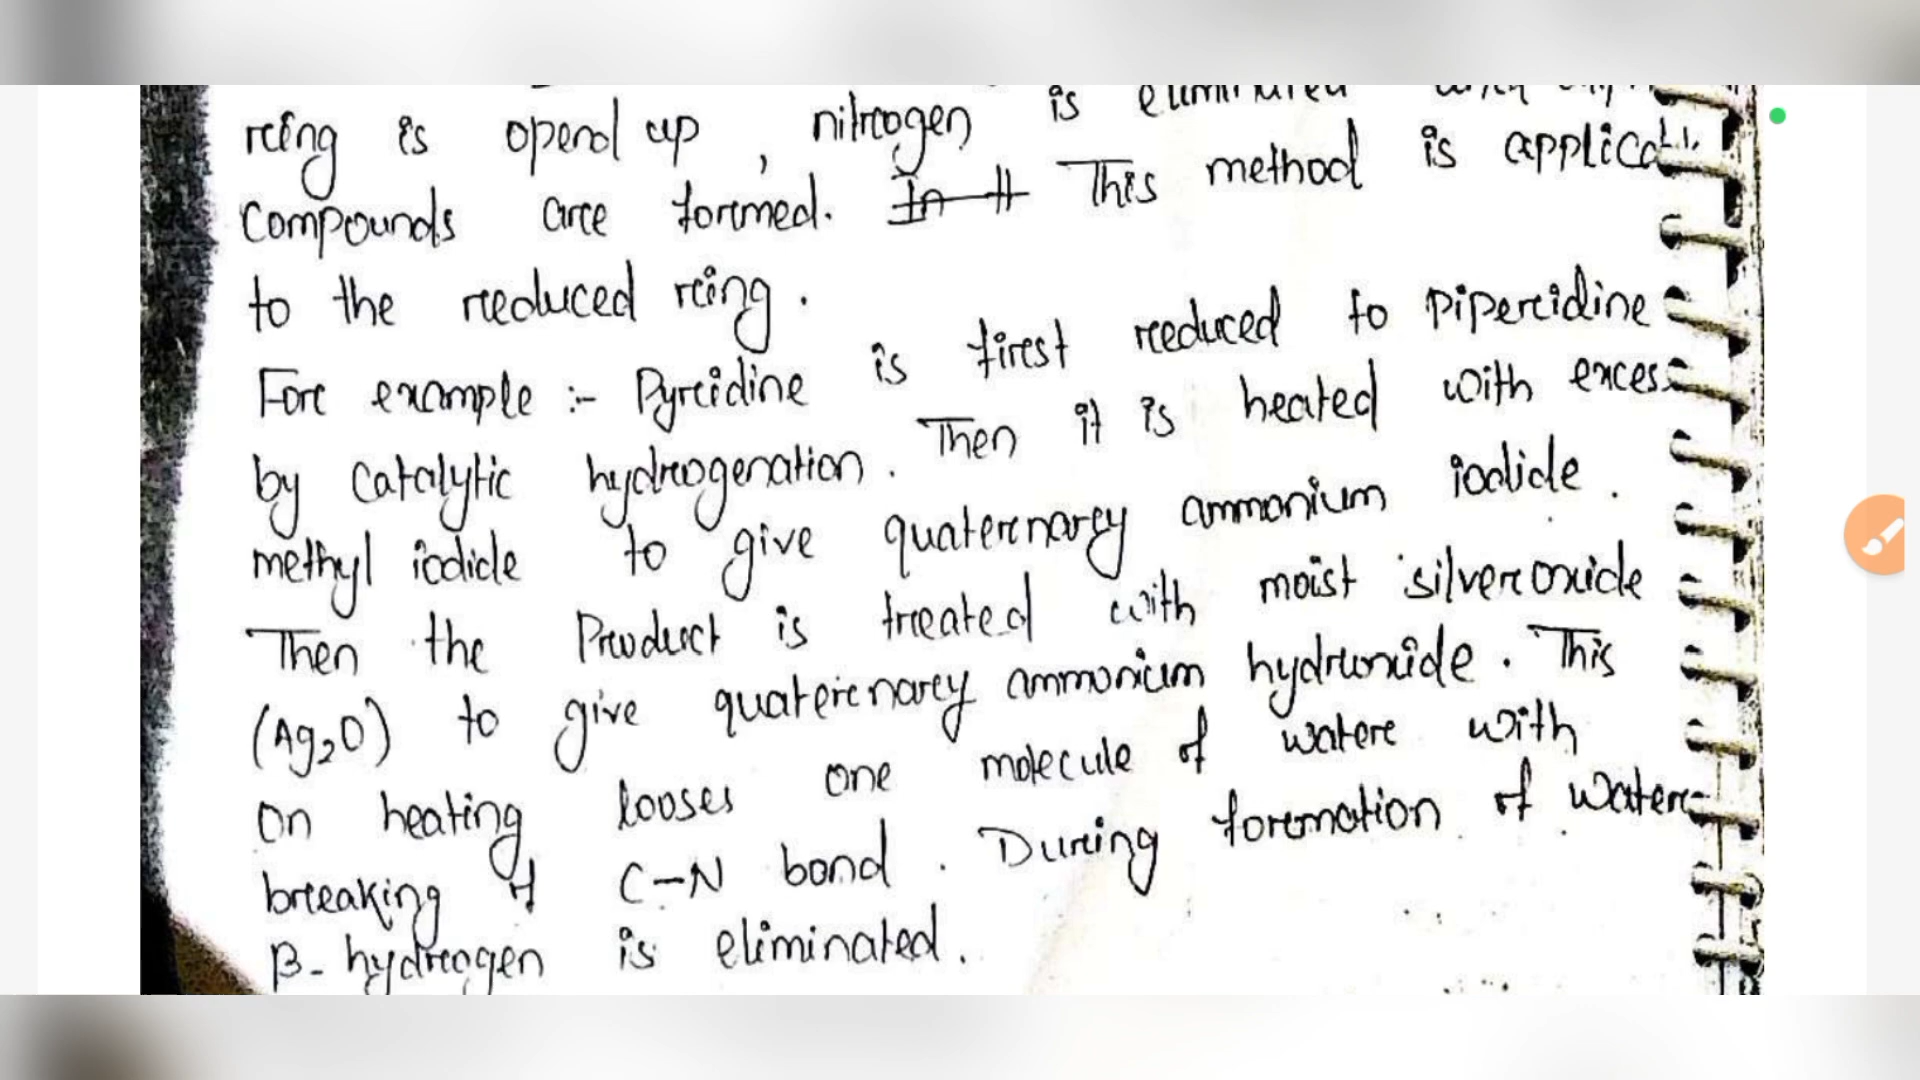 ring is opend up, nitrogen is eliminated
compounds are formed. This method is
to the reduced ring.
For example :- Pyridine is first reduced to piperidine
by catalytic hydrogenation. Then it is heated with excess
methyl iodide to give quaternary ammonium iodide.
Then the Product is treated with moist silver oxide
(Ag₂O) to give quaternary ammonium hydroxide. This
On heating looses one molecule of water with
breaking of C-N bond. During formation of water
β- hydrogen is eliminated.